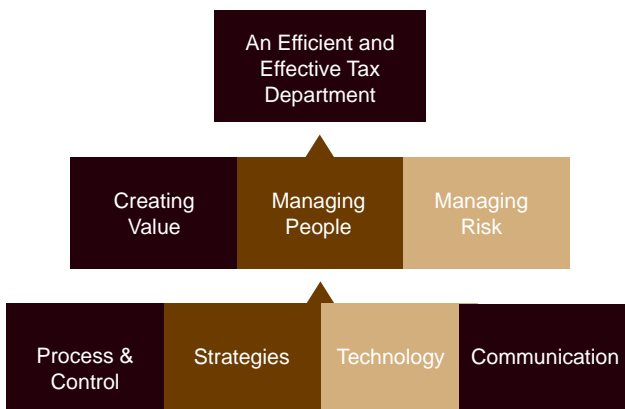 An Efficient and
Effective Tax
Department
Creating
Value
Managing
People
Managing
Risk
Process &
Control
Strategies
Technology
Communication